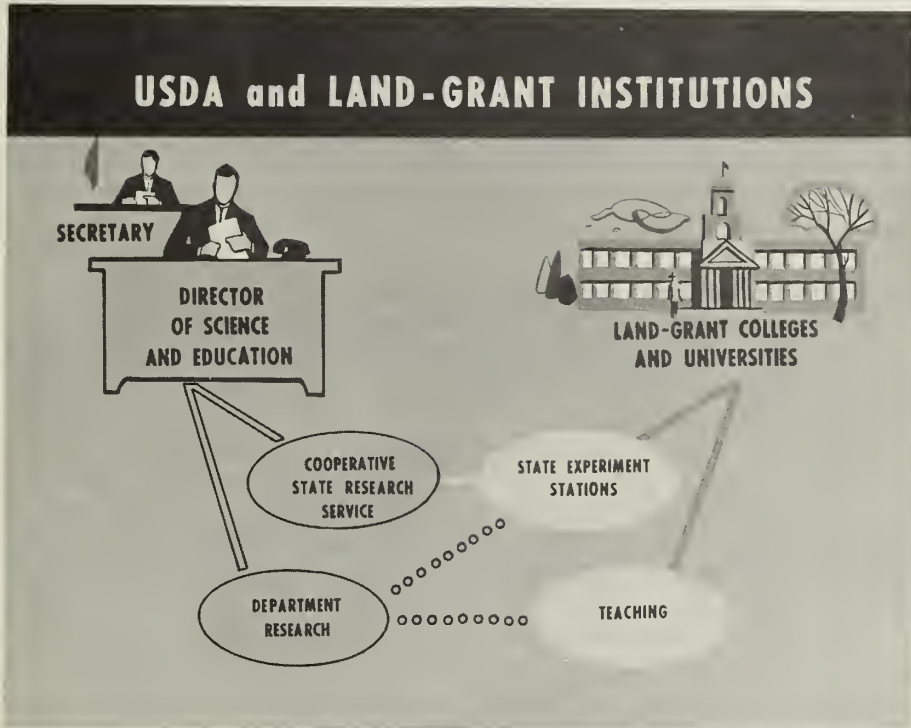 USDA and LAND-GRANT INSTITUTIONS
SECRETARY
DIRECTOR
OF SCIENCE
AND EDUCATION
LAND-GRANT COLLEGES
AND UNIVERSITIES
COOPERATIVE
STATE RESEARCH
SERVICE
STATE EXPERIMENT
STATIONS
DEPARTMENT
RESEARCH
TEACHING